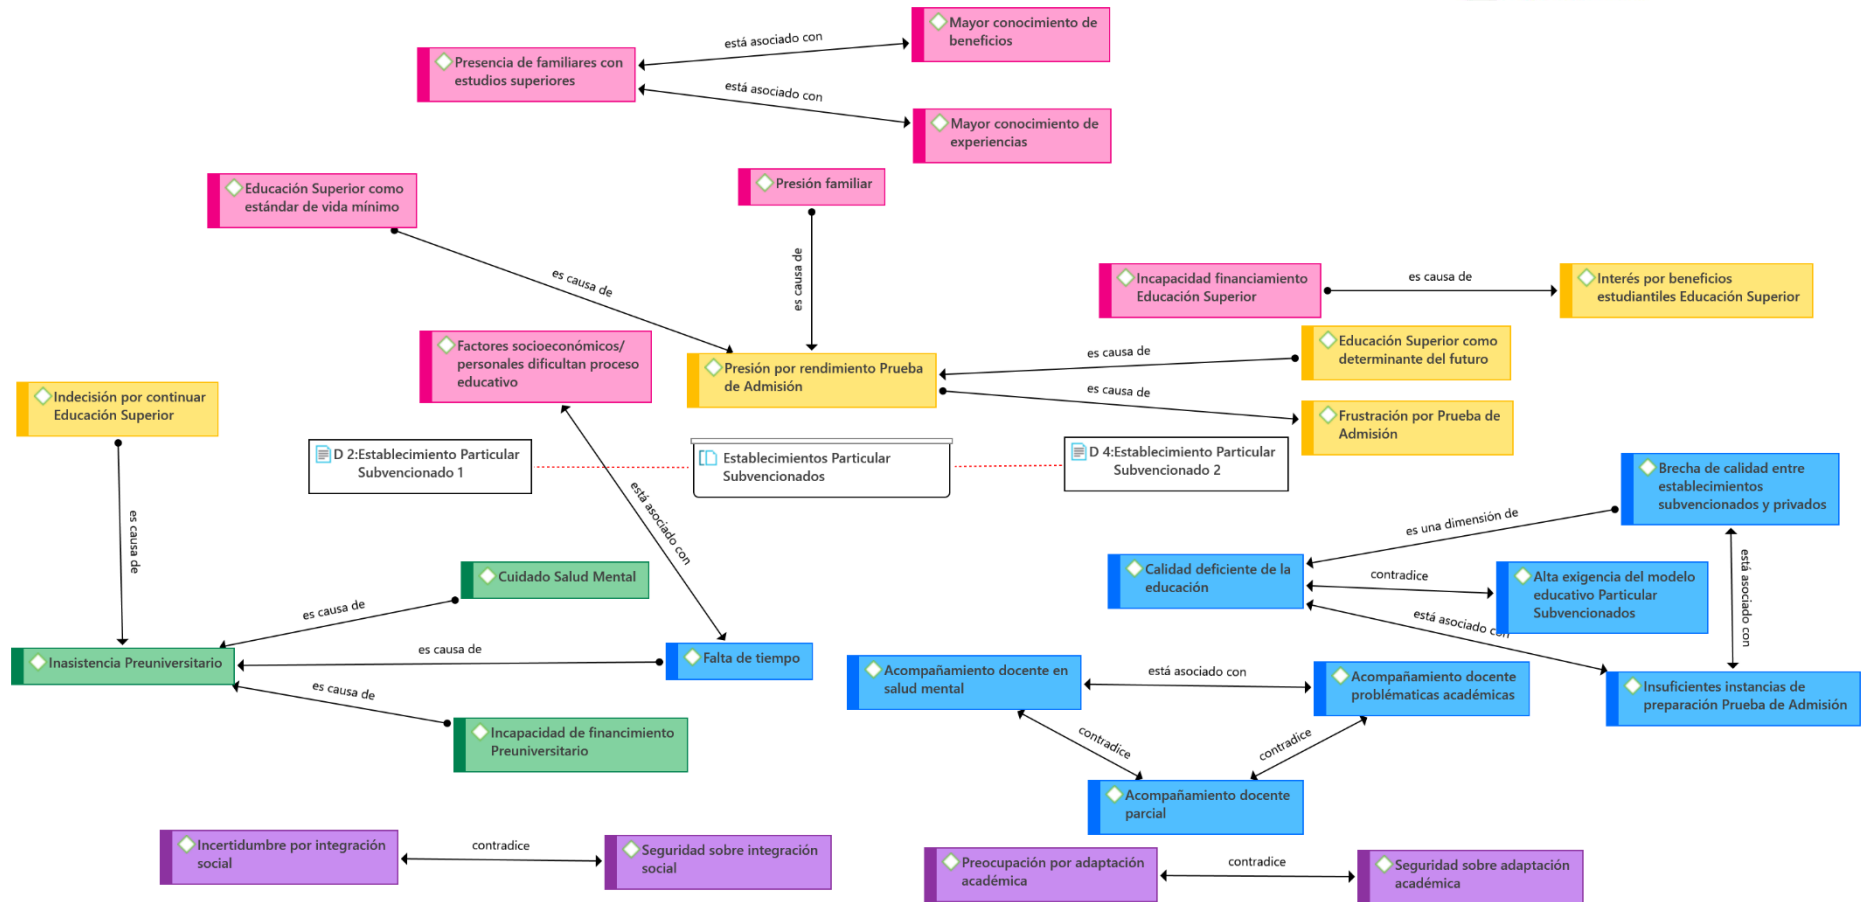 Mayor conocimiento de
beneficios
está asociado con
Presencia de familiares con
estudios superiores
está asociado con
Mayor conocimiento de
experiencias
Educación Superior como
estándar de vida mínimo
Presión familiar
es causa de
es causa de
Incapacidad financiamiento
Educación Superior
es causa de
Interés por beneficios
estudiantiles Educación Superior
Factores socioeconómicos/
personales dificultan proceso
educativo
Presión por rendimiento Prueba
de Admisión
es causa de
Educación Superior como
determinante del futuro
es causa de
Frustración por Prueba de
Admisión
Indecisión por continuar
Educación Superior
D 2:Establecimiento Particular
Subvencionado 1
Establecimientos Particular
Subvencionados
D 4:Establecimiento Particular
Subvencionado 2
Brecha de calidad entre
establecimientos
subvencionados y privados
es causa de
está asociado con
es una dimensión de
está asociado con
Calidad deficiente de la
educación
contradice
Alta exigencia del modelo
educativo Particular
Subvencionados
está asociado con
Cuidado Salud Mental
es causa de
Inasistencia Preuniversitario
es causa de
Falta de tiempo
es causa de
Incapacidad de financimiento
Preuniversitario
Acompañamiento docente en
salud mental
está asociado con
Acompañamiento docente
problématicas académicas
Insuficientes instancias de
preparación Prueba de Admisión
contradice
contradice
Acompañamiento docente
parcial
Incertidumbre por integración
social
contradice
Seguridad sobre integración
social
Preocupación por adaptación
académica
contradice
Seguridad sobre adaptación
académica